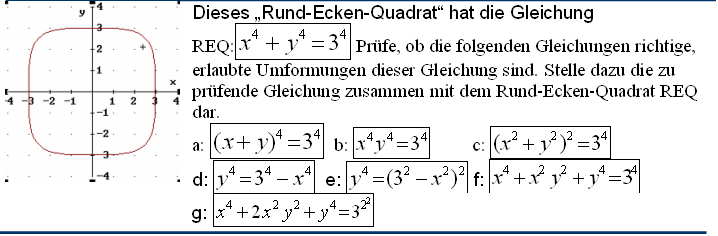 Dieses „Rund-Ecken-Quadrat“ hat die Gleichung
REQ: x⁴ + y⁴ = 3⁴ Prüfe, ob die folgenden Gleichungen richtige,
erlaubte Umformungen dieser Gleichung sind. Stelle dazu die zu
prüfende Gleichung zusammen mit dem Rund-Ecken-Quadrat REQ
dar.
a: (x + y)⁴ = 3⁴ b: x⁴y⁴ = 3⁴ c: (x² + y²)² = 3⁴
d: y⁴ = 3⁴ − x⁴ e: y⁴ = (3² − x²)² f: x⁴ + x² y² + y⁴ = 3⁴
g: x⁴ + 2x² y² + y⁴ = 3^2^2
y
4
3
2
1
x
-4 -3 -2 -1 1 2 3 4
-1
-2
-3
-4